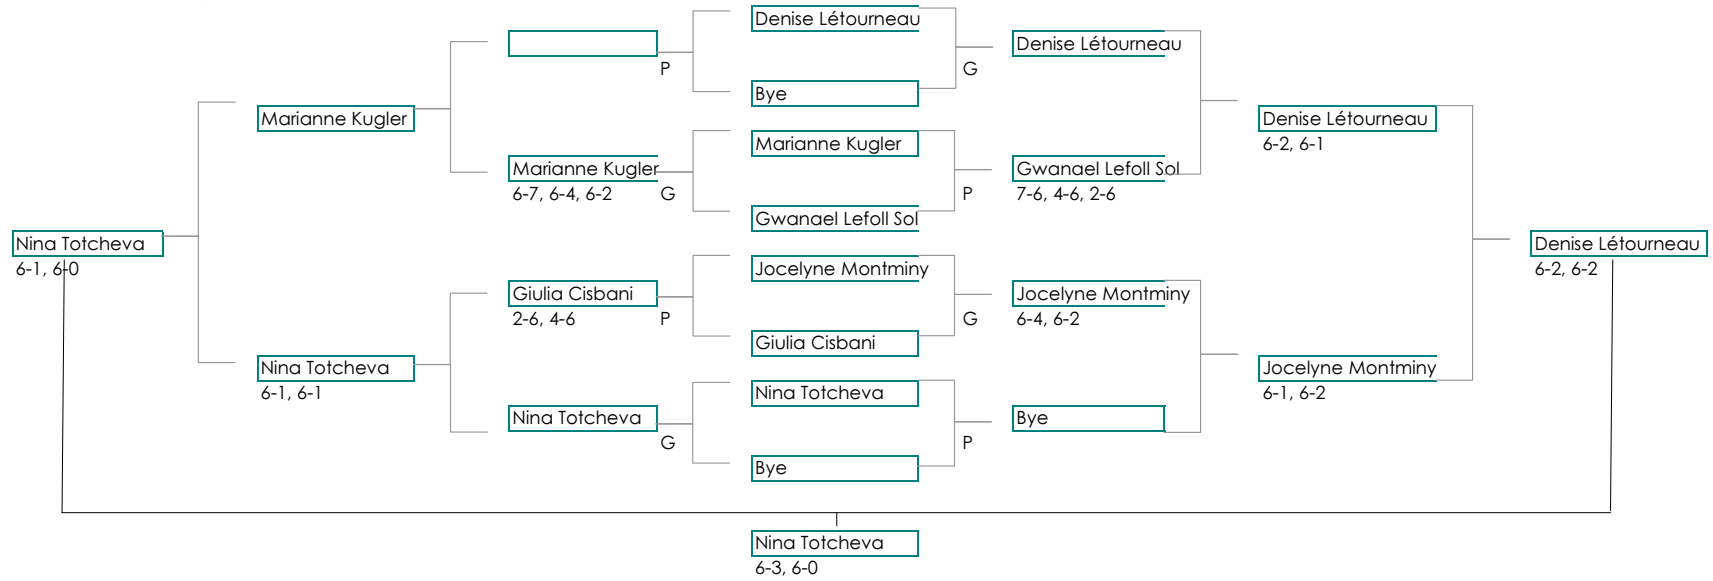 Denise Létourneau
Denise Létourneau
P
G
Bye
Marianne Kugler
Denise Létourneau
6-2, 6-1
Marianne Kugler
Marianne Kugler
6-7, 6-4, 6-2
G
P
Gwanael Lefoll Sol
7-6, 4-6, 2-6
Gwanael Lefoll Sol
Nina Totcheva
6-1, 6-0
Denise Létourneau
6-2, 6-2
Jocelyne Montminy
Giulia Cisbani
2-6, 4-6
P
G
Jocelyne Montminy
6-4, 6-2
Giulia Cisbani
Nina Totcheva
6-1, 6-1
Jocelyne Montminy
6-1, 6-2
Nina Totcheva
Nina Totcheva
G
P
Bye
Bye
Nina Totcheva
6-3, 6-0